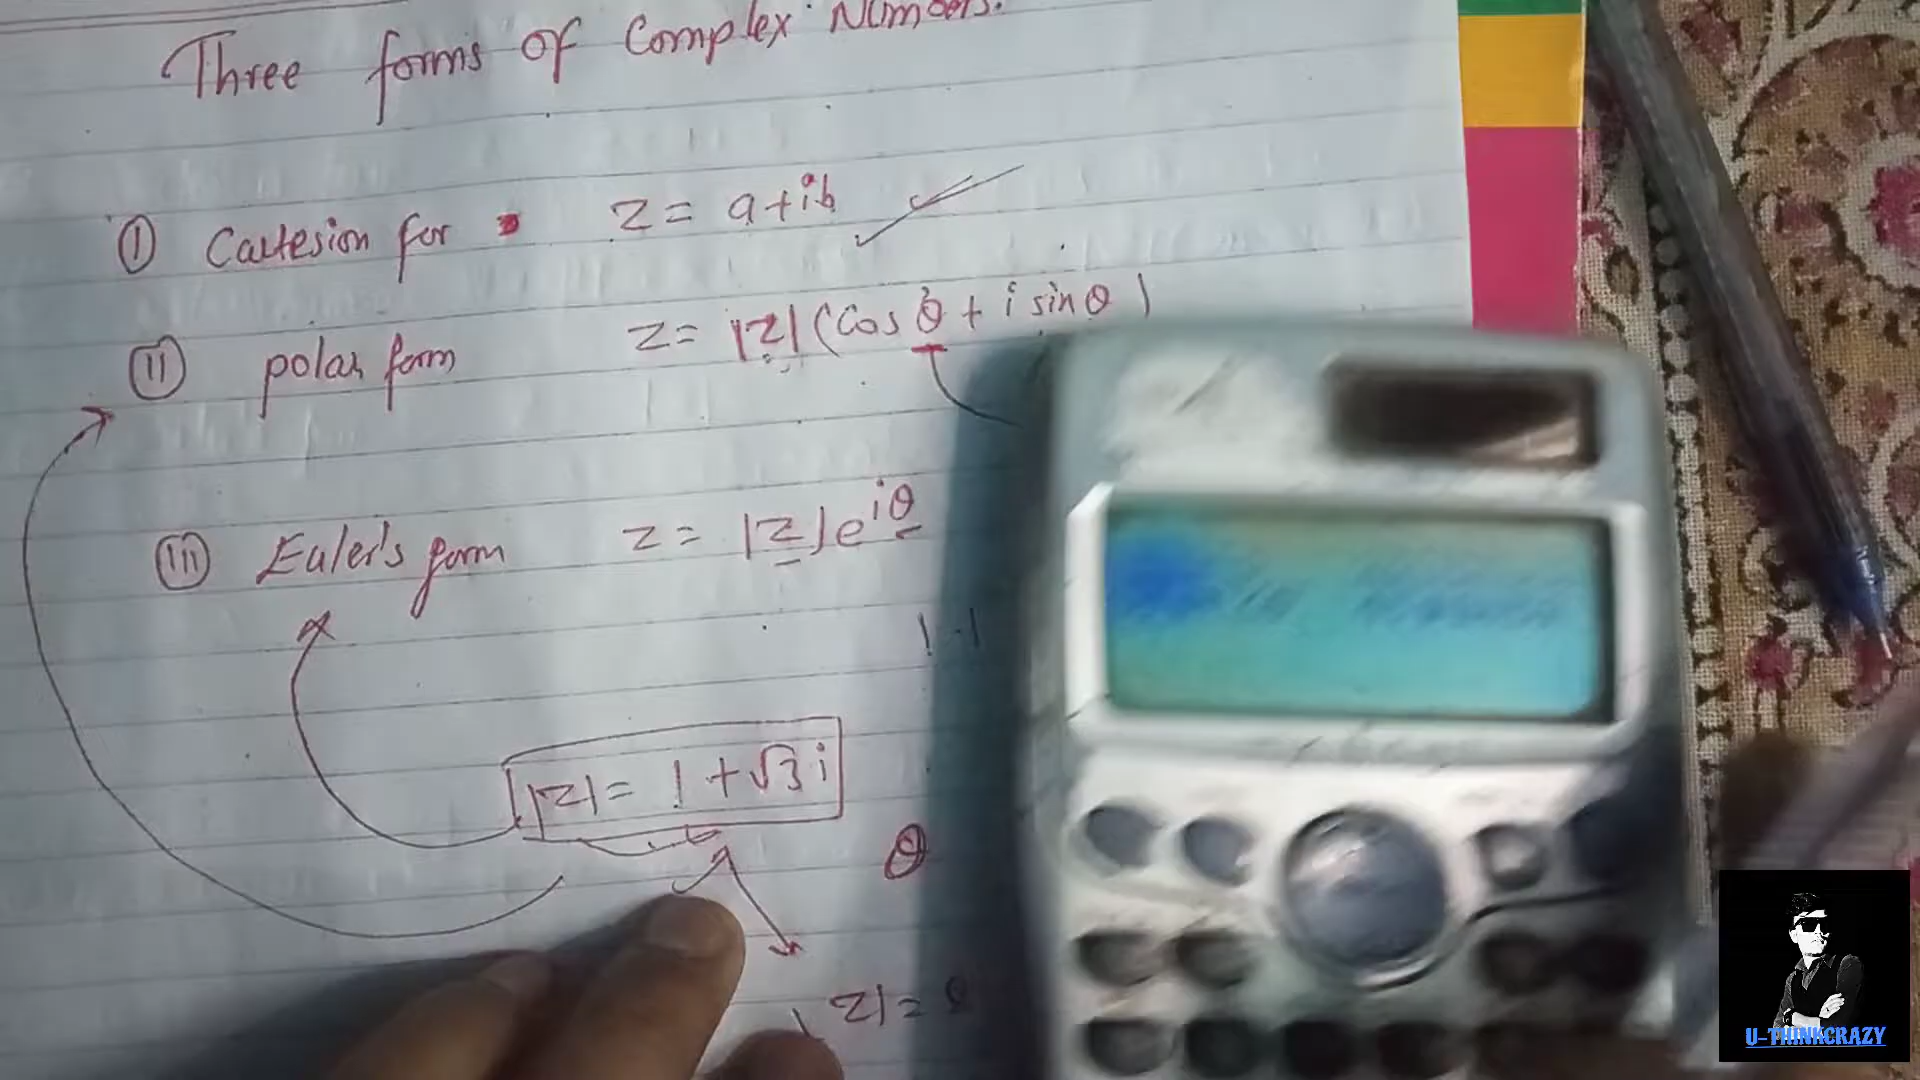 Three forms of Complex Numbers.
(I) Cartesion for z = a+ib
(II) polar form z = |z| (Cos θ + i sin θ)
(III) Euler's form z = |z| e^iθ
|z| = 1 + √3 i
θ
|z| =
U-THINKCRAZY